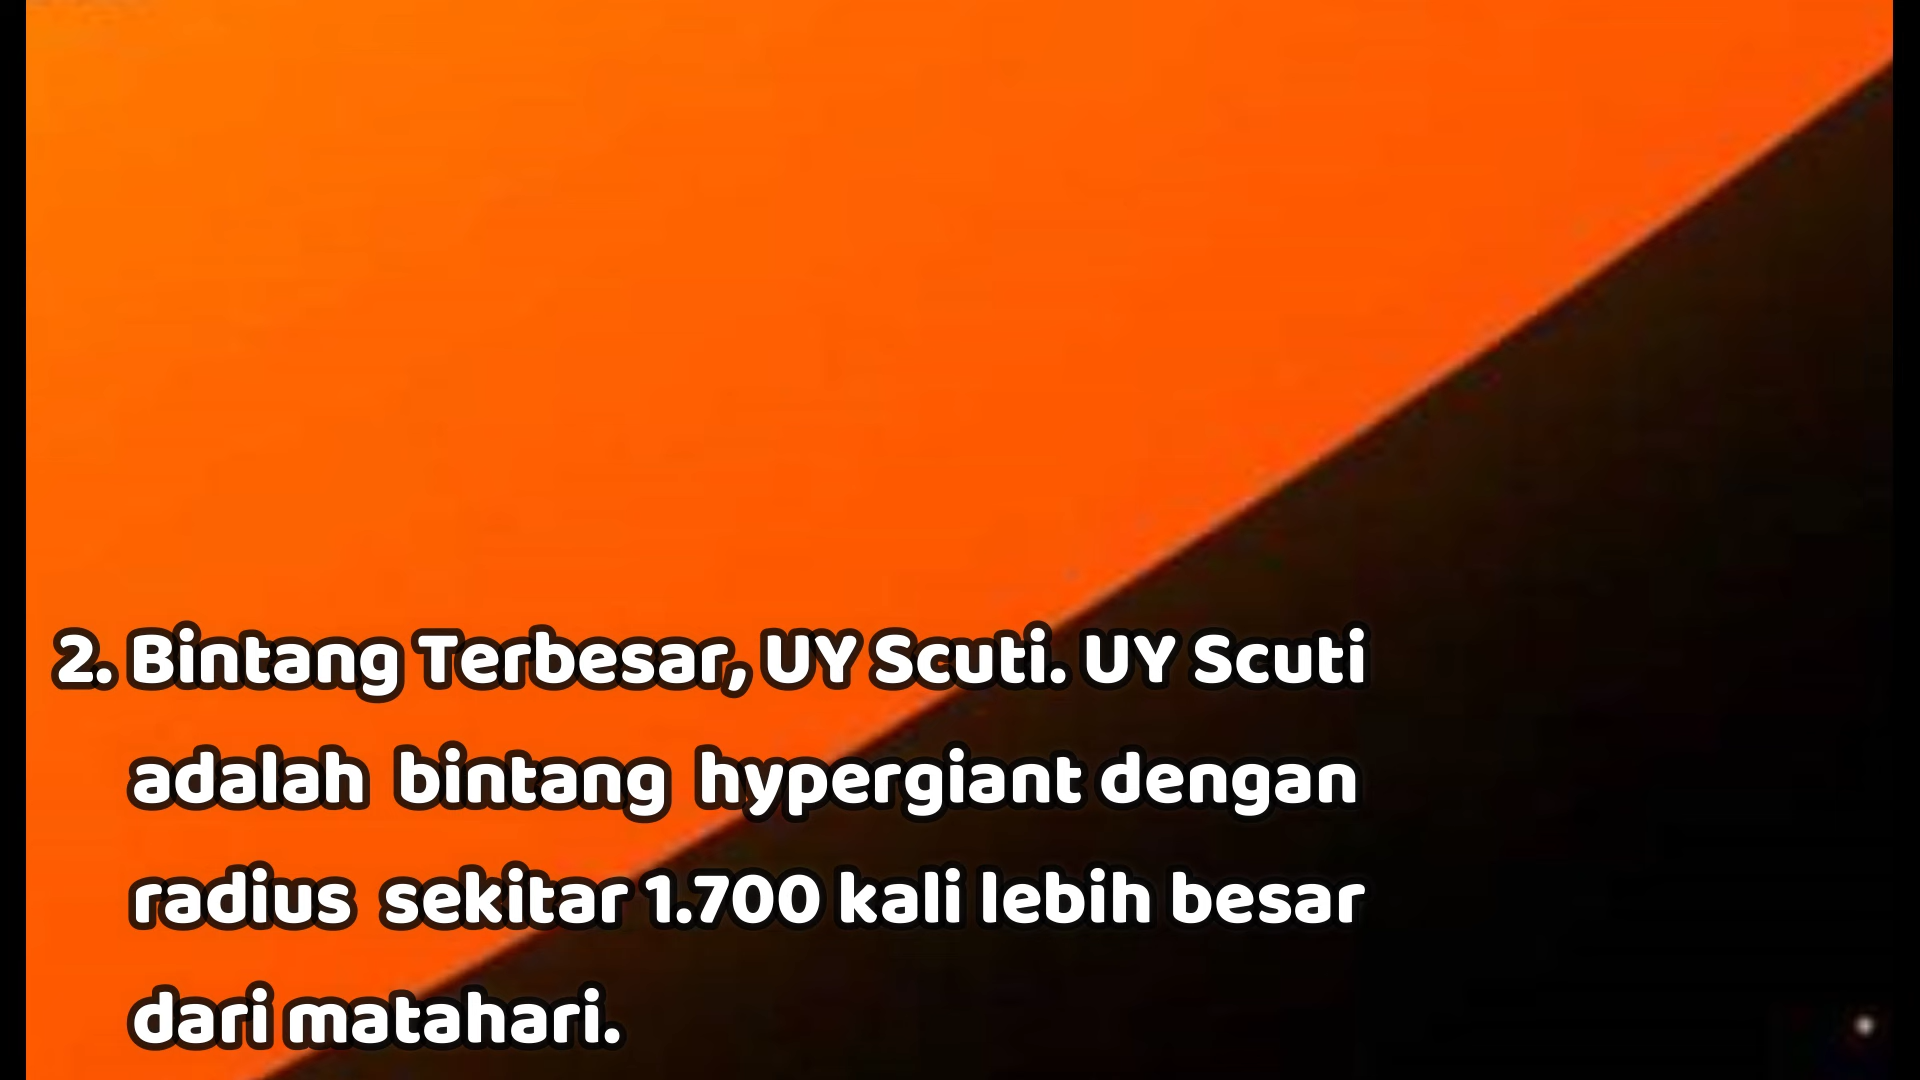 2. Bintang Terbesar, UY Scuti. UY Scuti
adalah bintang hypergiant dengan
radius sekitar 1.700 kali lebih besar
dari matahari.